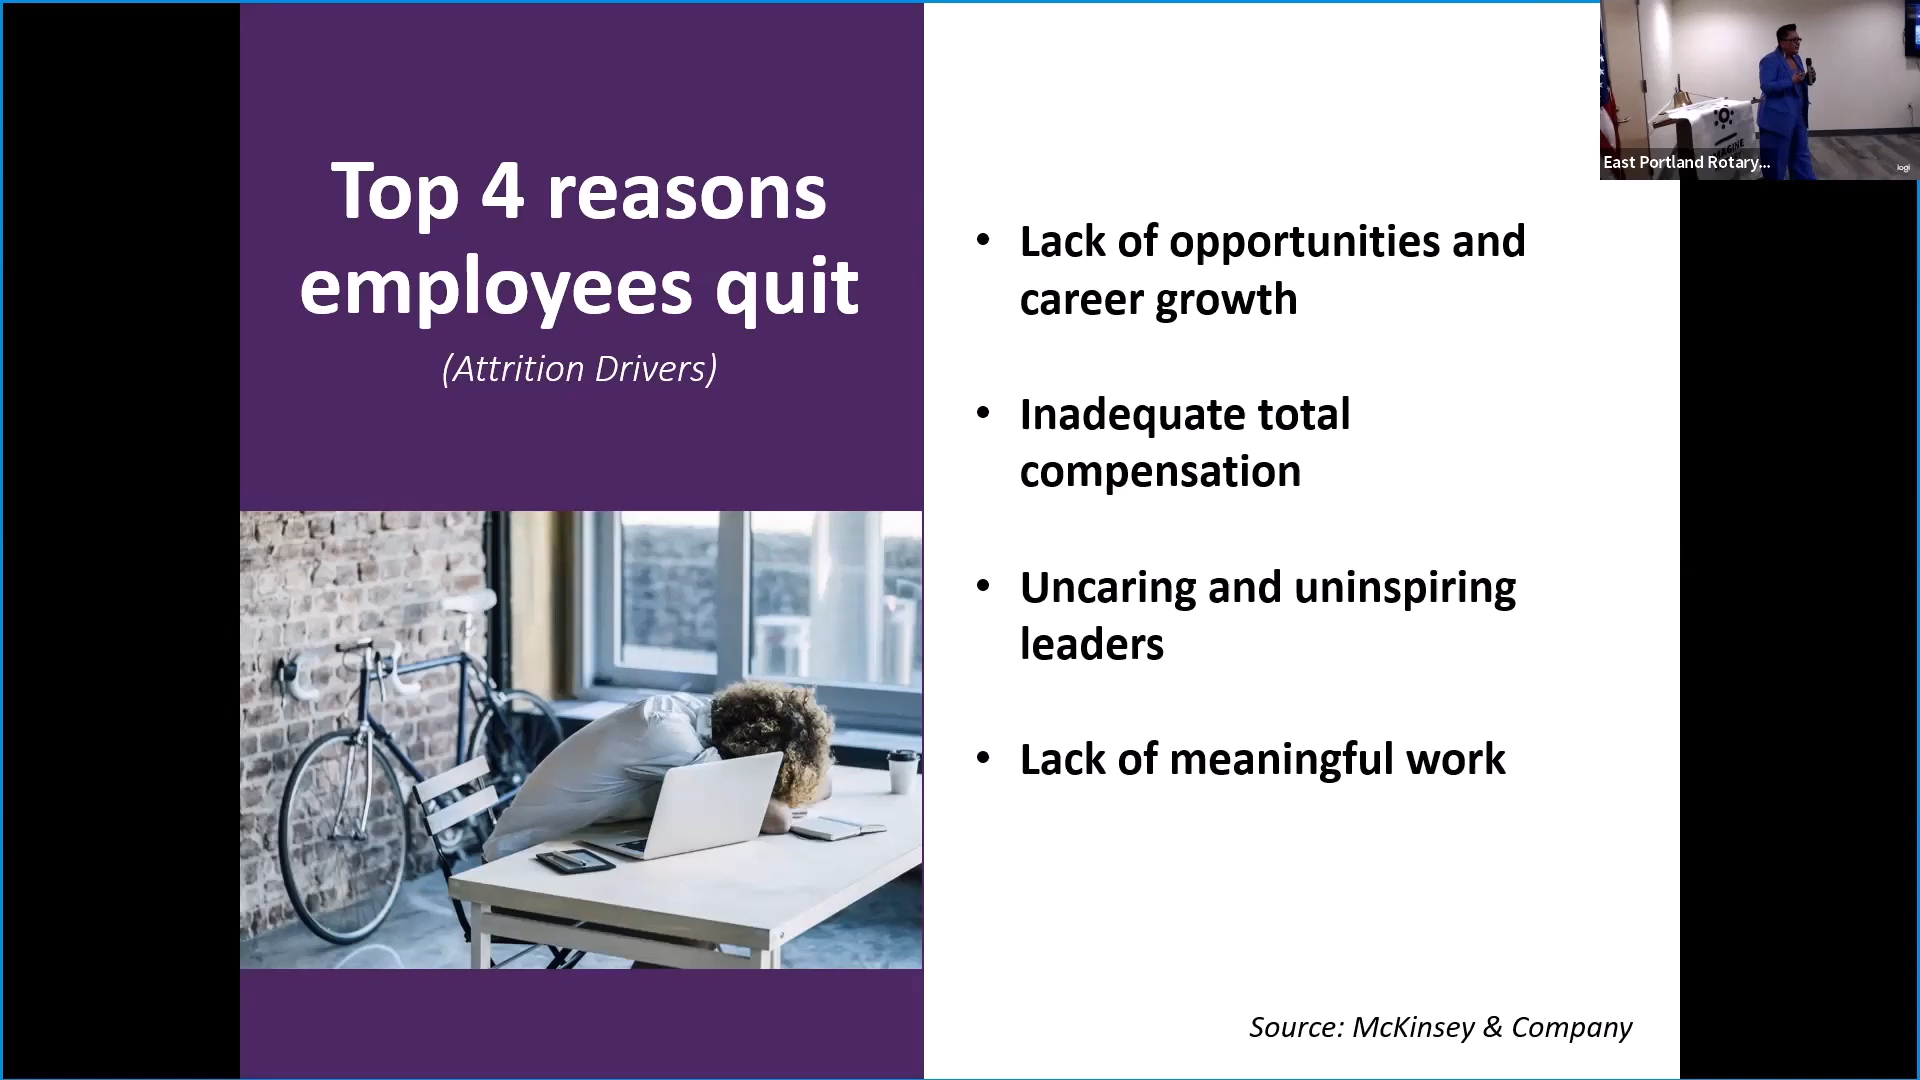 Top 4 reasons
employees quit
(Attrition Drivers)
• Lack of opportunities and
career growth
• Inadequate total
compensation
• Uncaring and uninspiring
leaders
• Lack of meaningful work
Source: McKinsey & Company
East Portland Rotary...
logi